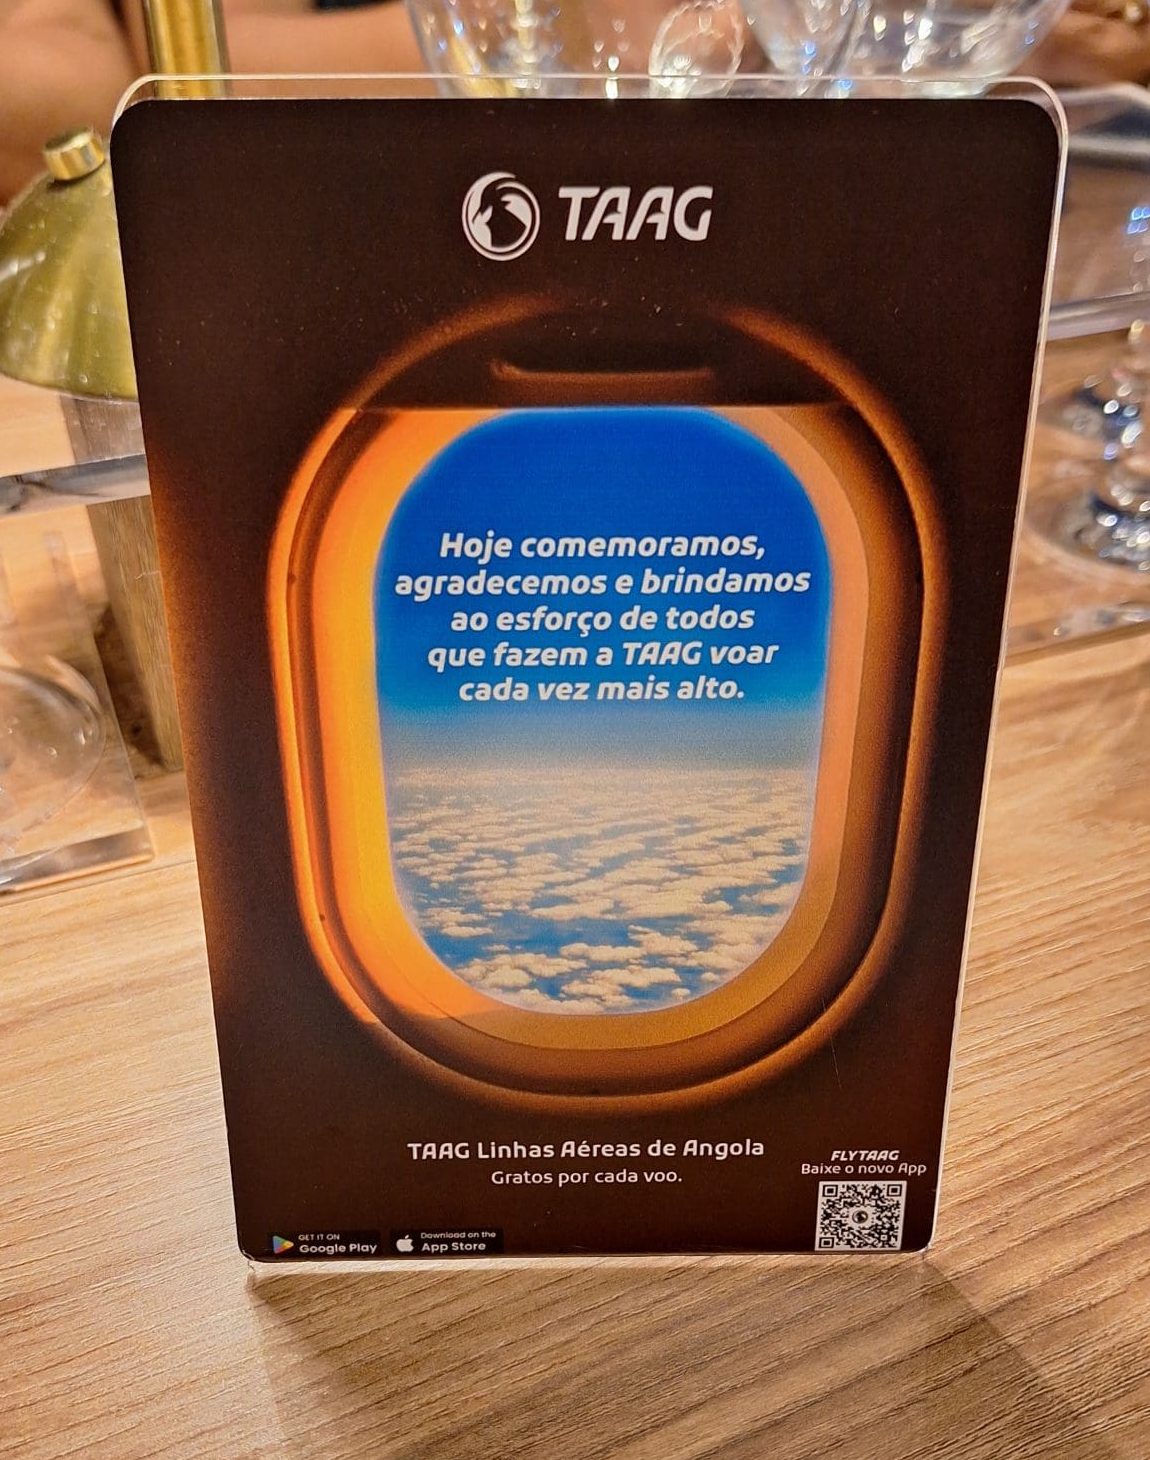 TAAG
Hoje comemoramos,
agradecemos e brindamos
ao esforço de todos
que fazem a TAAG voar
cada vez mais alto.
TAAG Linhas Aéreas de Angola
Gratos por cada voo.
FLYTAAG
Baixe o novo App
GET IT ON
Google Play
Download on the
App Store